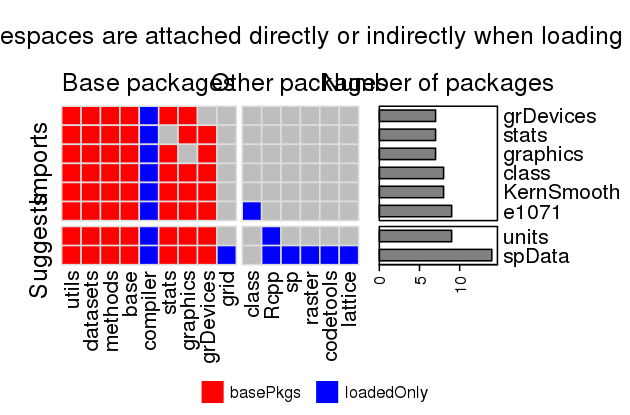 espaces are attached directly or indirectly when loading
Base packages
Other packages
Number of packages
Imports
Suggests
grDevices
stats
graphics
class
KernSmooth
e1071
units
spData
utils
datasets
methods
base
compiler
stats
graphics
grDevices
grid
class
Rcpp
sp
raster
codetools
lattice
0
5
10
basePkgs
loadedOnly